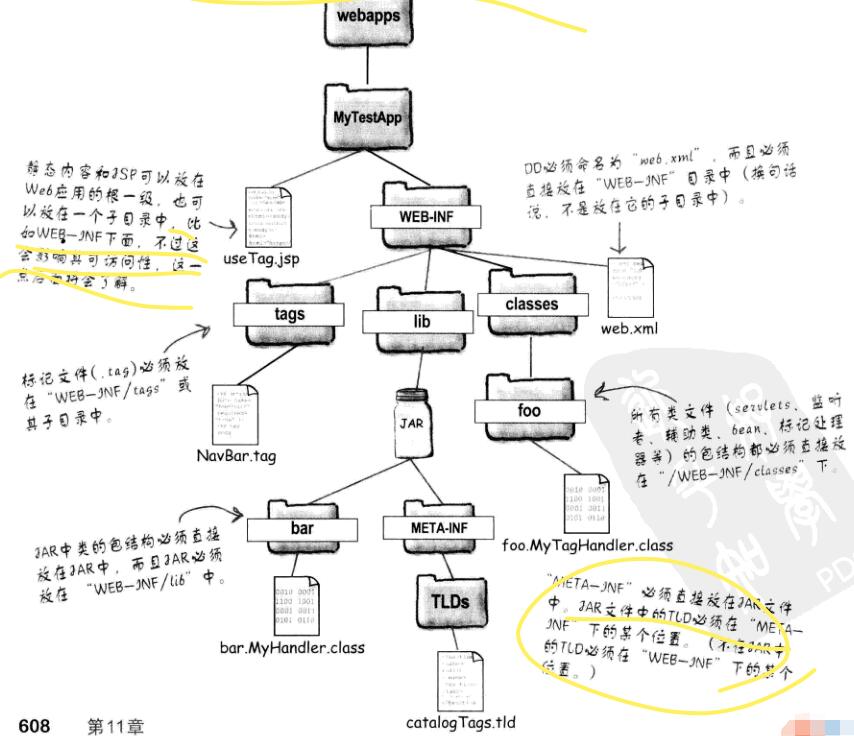 webapps
MyTestApp
静态内容和JSP可以放在
Web应用的根一级，也可
以放在一个子目录中，比
如WEB-INF下面，不过这
会影响其可访问性，这一
点后面将会了解。
useTag.jsp
WEB-INF
DD必须命名为“web.xml”，而且必须
直接放在“WEB-INF”目录中（换句话
说，不是放在它的子目录中）。
tags
lib
classes
web.xml
标记文件(.tag)必须放
在“WEB-INF/tags”或
其子目录中。
NavBar.tag
JAR
foo
所有类文件（servlets、监听
者、辅助类、bean、标记处理
器等）的包结构都必须直接放
在“/WEB-INF/classes”下。
foo.MyTagHandler.class
JAR中类的包结构必须直接
放在JAR中，而且JAR必须
放在“WEB-INF/lib”中。
bar
META-INF
bar.MyHandler.class
TLDs
catalogTags.tld
“META-INF”必须直接放在JAR文件
中。JAR文件中的TLD必须在“META-
INF”下的某个位置。（不在JAR中
的TLD必须在“WEB-INF”下的某个
位置。）
PD
608 第11章